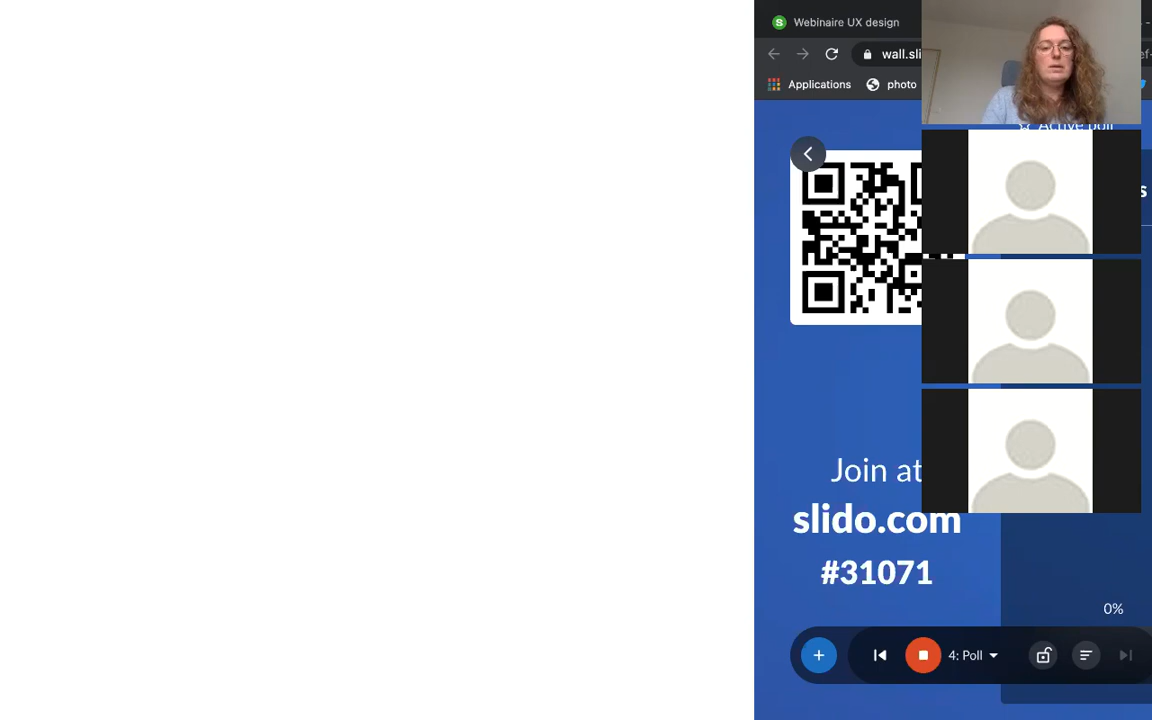 Webinaire UX design
wall.sli
Applications
photo
Active poll
s
Join at
slido.com
#31071
0%
4: Poll